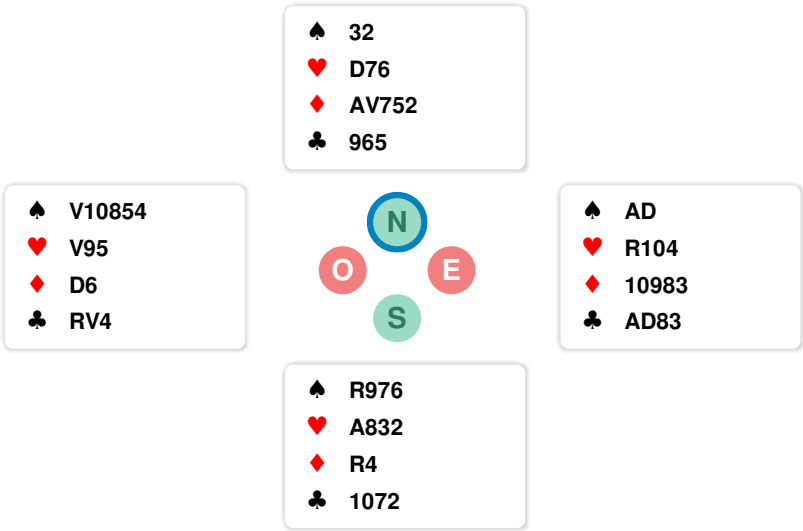 ♠ 32
♥ D76
♦ AV752
♣ 965
♠ V10854
♥ V95
♦ D6
♣ RV4
N
O E
S
♠ AD
♥ R104
♦ 10983
♣ AD83
♠ R976
♥ A832
♦ R4
♣ 1072